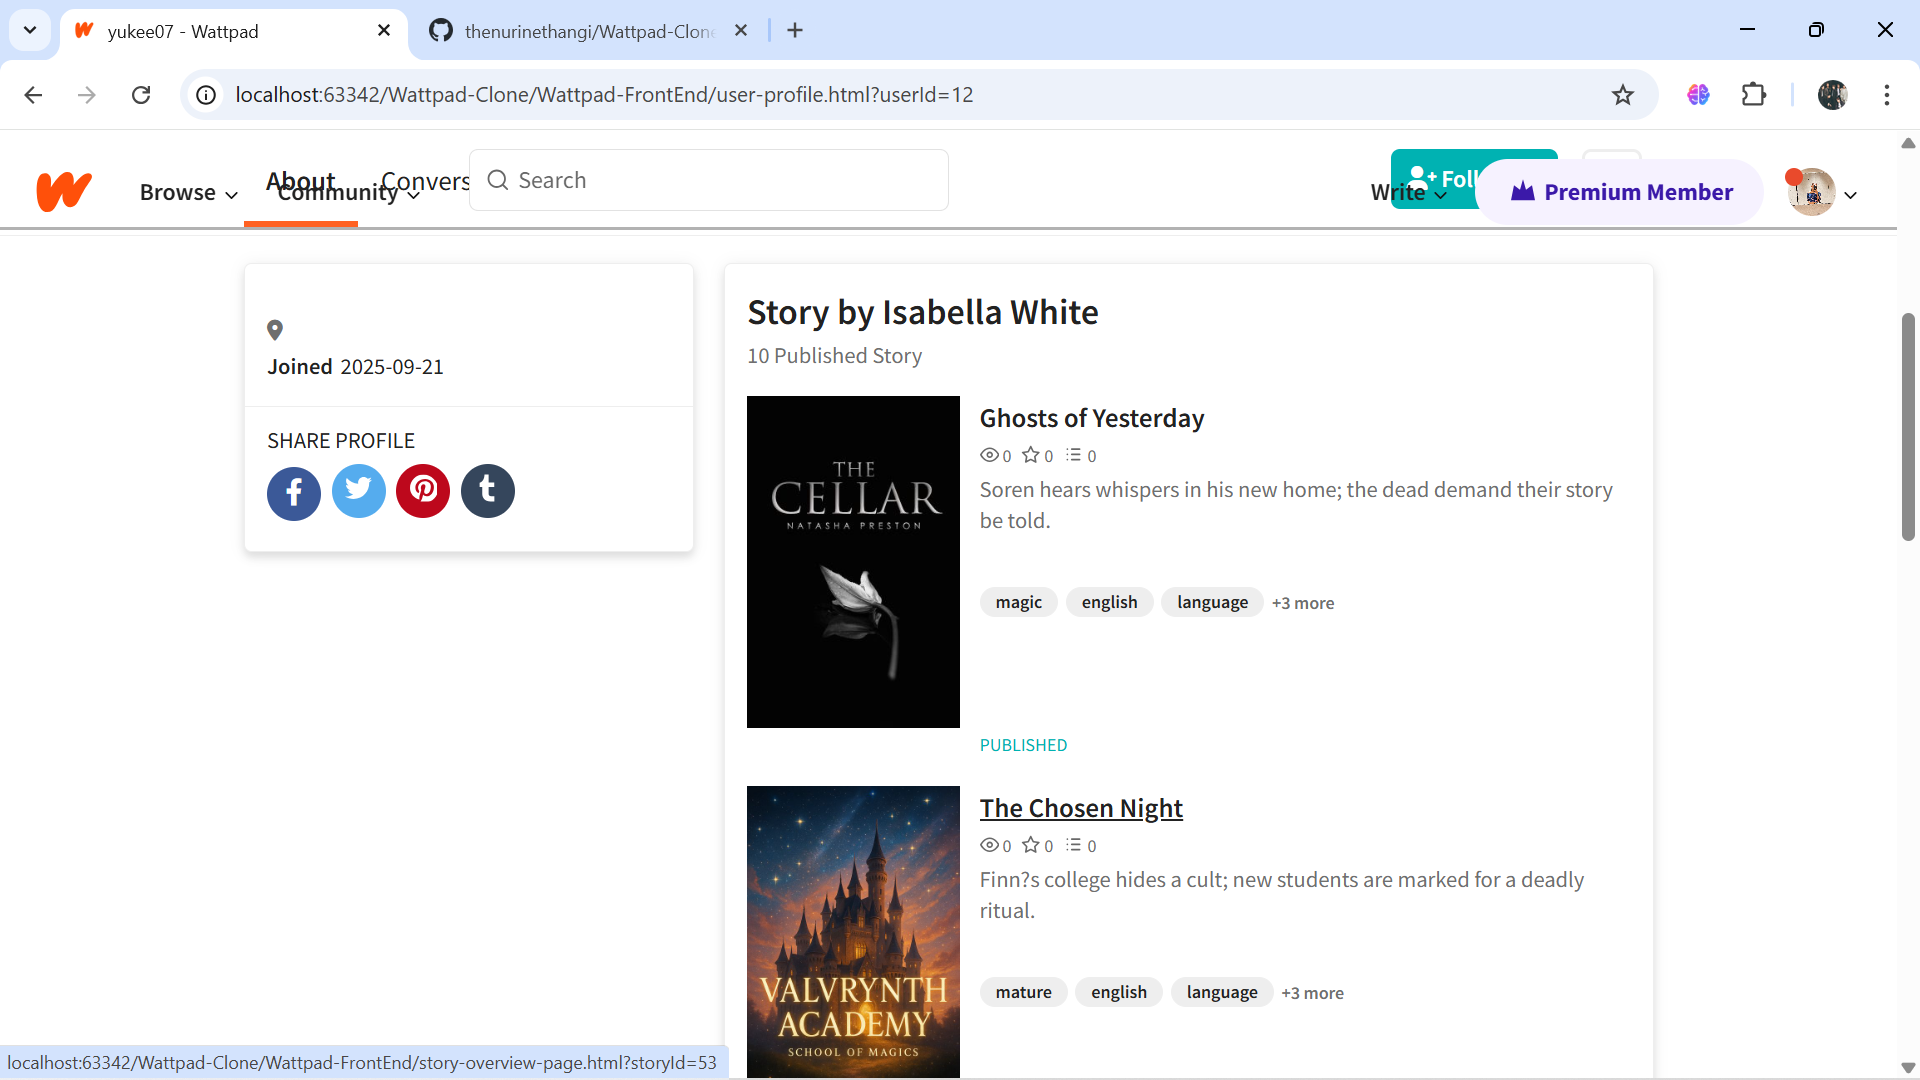 yukee07 - Wattpad
thenurinethangi/Wattpad-Clone
localhost:63342/Wattpad-Clone/Wattpad-FrontEnd/user-profile.html?userId=12
Browse
About
Community
Convers
Search
Write
Foll
Premium Member
Joined 2025-09-21
SHARE PROFILE
Story by Isabella White
10 Published Story
THE
CELLAR
NATASHA PRESTON
Ghosts of Yesterday
0 0 0
Soren hears whispers in his new home; the dead demand their story
be told.
magic english language +3 more
PUBLISHED
VALVRYNTH
ACADEMY
SCHOOL OF MAGICS
The Chosen Night
0 0 0
Finn?s college hides a cult; new students are marked for a deadly
ritual.
mature english language +3 more
localhost:63342/Wattpad-Clone/Wattpad-FrontEnd/story-overview-page.html?storyId=53